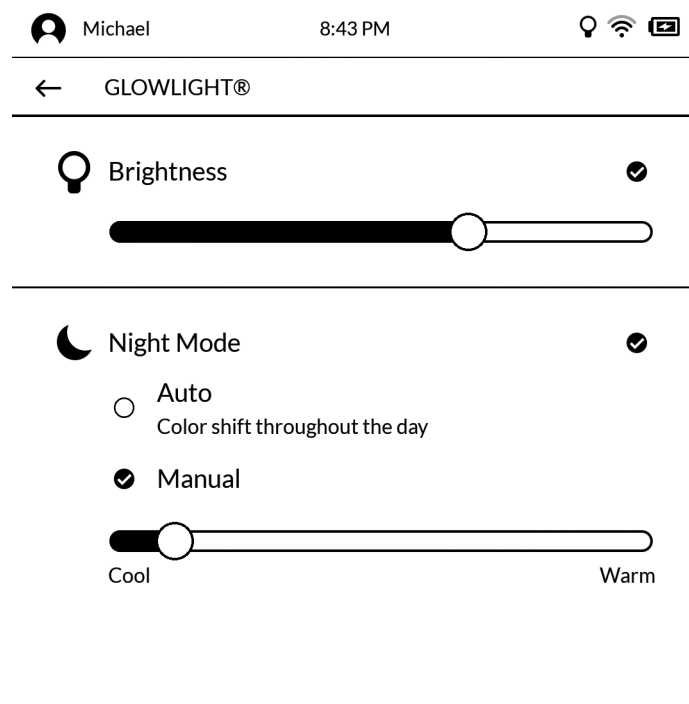 Michael 8:43 PM
GLOWLIGHT®
Brightness
Night Mode
Auto
Color shift throughout the day
Manual
Cool Warm